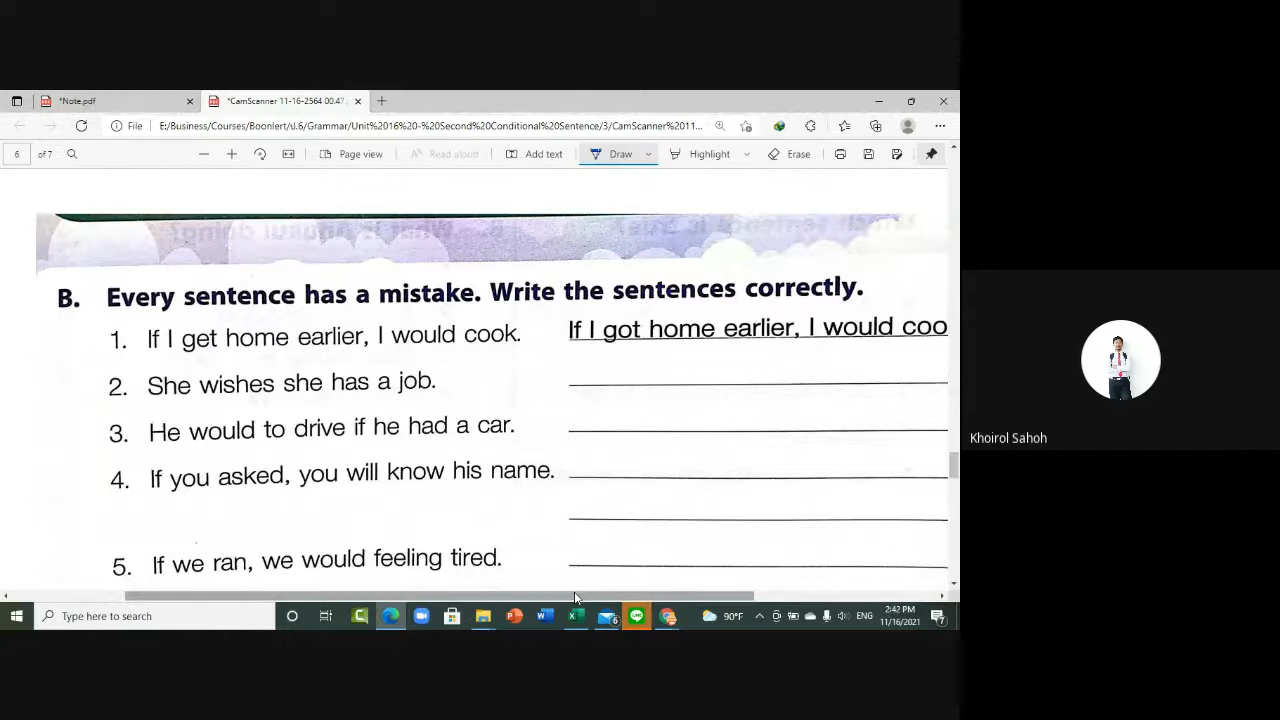 *Note.pdf
*CamScanner 11-16-2564 00.47.
File
E:/Business/Courses/Boonlert/ป.6/Grammar/Unit%2016%20-%20Second%20Conditional%20Sentence/3/CamScanner%2011...
6 of 7
Page view
Read aloud
Add text
Draw
Highlight
Erase
B. Every sentence has a mistake. Write the sentences correctly.
1. If I get home earlier, I would cook. If I got home earlier, I would coo
2. She wishes she has a job.
3. He would to drive if he had a car.
4. If you asked, you will know his name.
5. If we ran, we would feeling tired.
Khoirol Sahoh
Type here to search
6
90°F
ENG
2:42 PM
11/16/2021
7